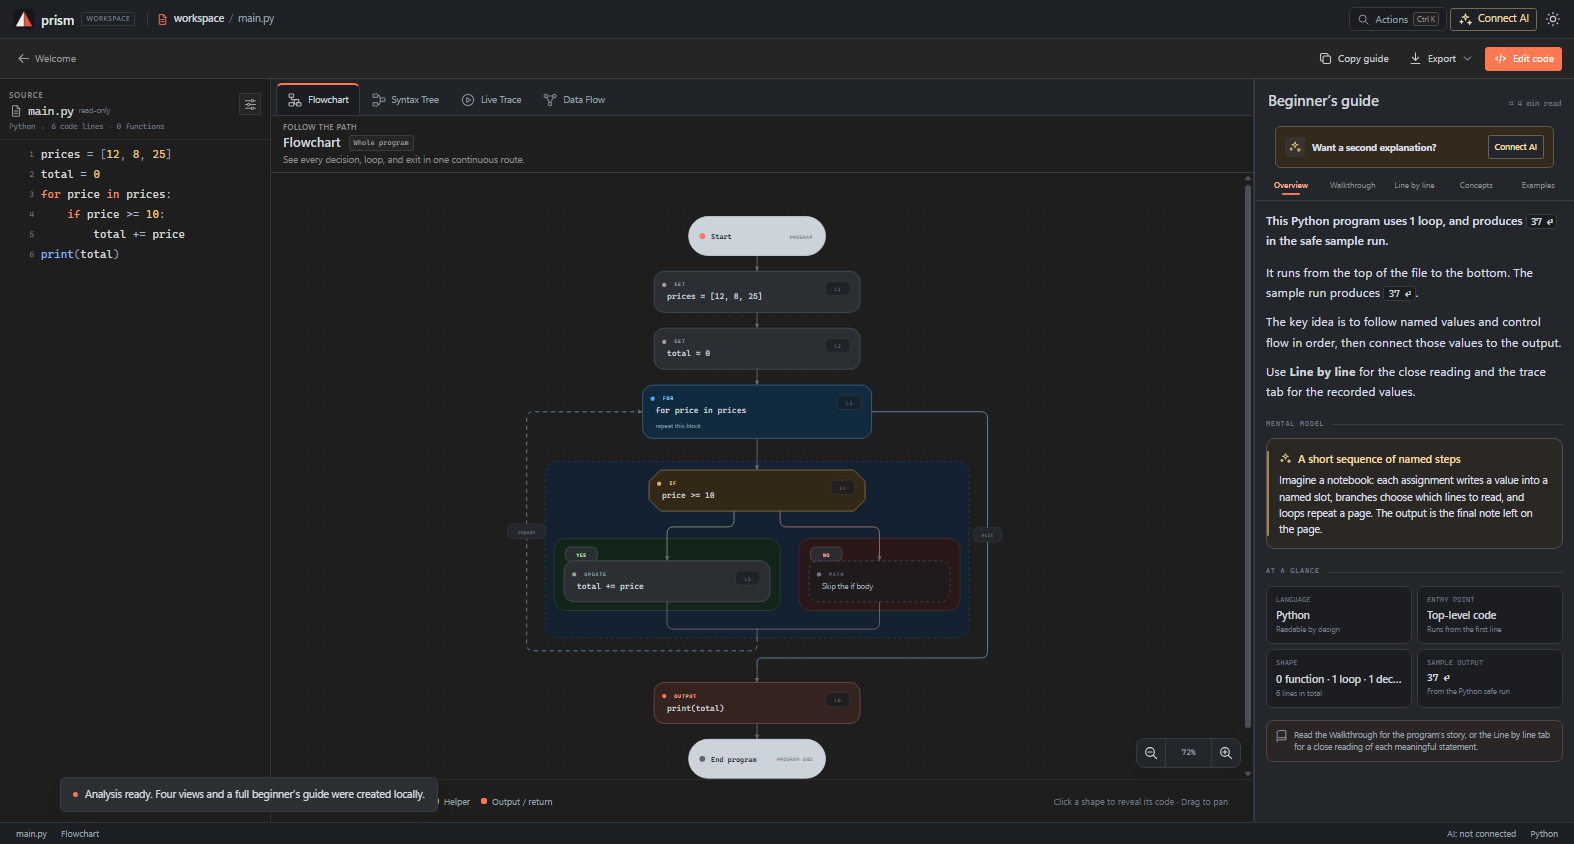 prism WORKSPACE workspace / main.py
Actions Ctrl K Connect AI
Welcome
Copy guide Export Edit code
SOURCE
main.py read-only
Python . 6 code lines · 0 functions
1 prices = [12, 8, 25]
2 total = 0
3 for price in prices:
4 if price >= 10:
5 total += price
6 print(total)
Flowchart Syntax Tree Live Trace Data Flow
FOLLOW THE PATH
Flowchart Whole program
See every decision, loop, and exit in one continuous route.
Start PROGRAM
SET L1
prices = [12, 8, 25]
SET L2
total = 0
FOR L3
for price in prices
repeat this block
IF L4
price >= 10
repeat
exit
YES
UPDATE L5
total += price
NO
PATH
Skip the if body
OUTPUT L6
print(total)
End program PROGRAM END
72%
Analysis ready. Four views and a full beginner's guide were created locally.
Helper Output / return
Click a shape to reveal its code · Drag to pan
Beginner's guide
4 min read
Want a second explanation? Connect AI
Overview Walkthrough Line by line Concepts Examples
This Python program uses 1 loop, and produces 37 ↵
in the safe sample run.
It runs from the top of the file to the bottom. The
sample run produces 37 ↵.
The key idea is to follow named values and control
flow in order, then connect those values to the output.
Use Line by line for the close reading and the trace
tab for the recorded values.
MENTAL MODEL
A short sequence of named steps
Imagine a notebook: each assignment writes a value into a
named slot, branches choose which lines to read, and
loops repeat a page. The output is the final note left on
the page.
AT A GLANCE
LANGUAGE
Python
Readable by design
ENTRY POINT
Top-level code
Runs from the first line
SHAPE
0 function · 1 loop · 1 dec...
6 lines in total
SAMPLE OUTPUT
37 ↵
From the Python safe run
Read the Walkthrough for the program's story, or the Line by line tab
for a close reading of each meaningful statement.
main.py Flowchart
AI: not connected Python